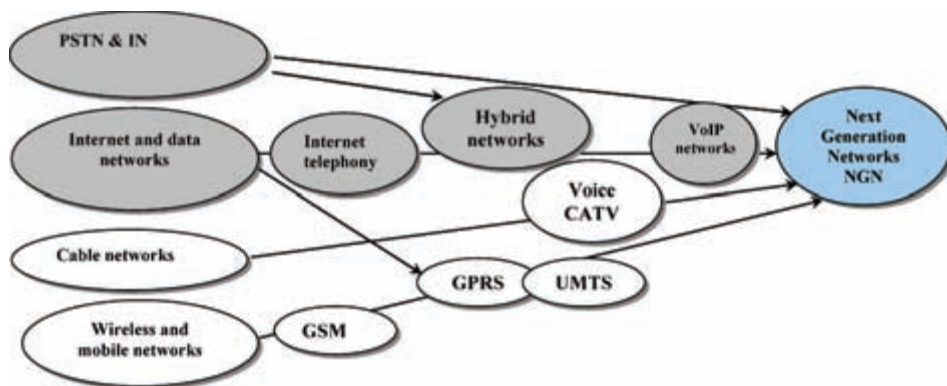 PSTN & IN
Internet and data
networks
Internet
telephony
Hybrid
networks
VoIP
networks
Next
Generation
Networks
NGN
Voice
CATV
Cable networks
GPRS
UMTS
Wireless and
mobile networks
GSM